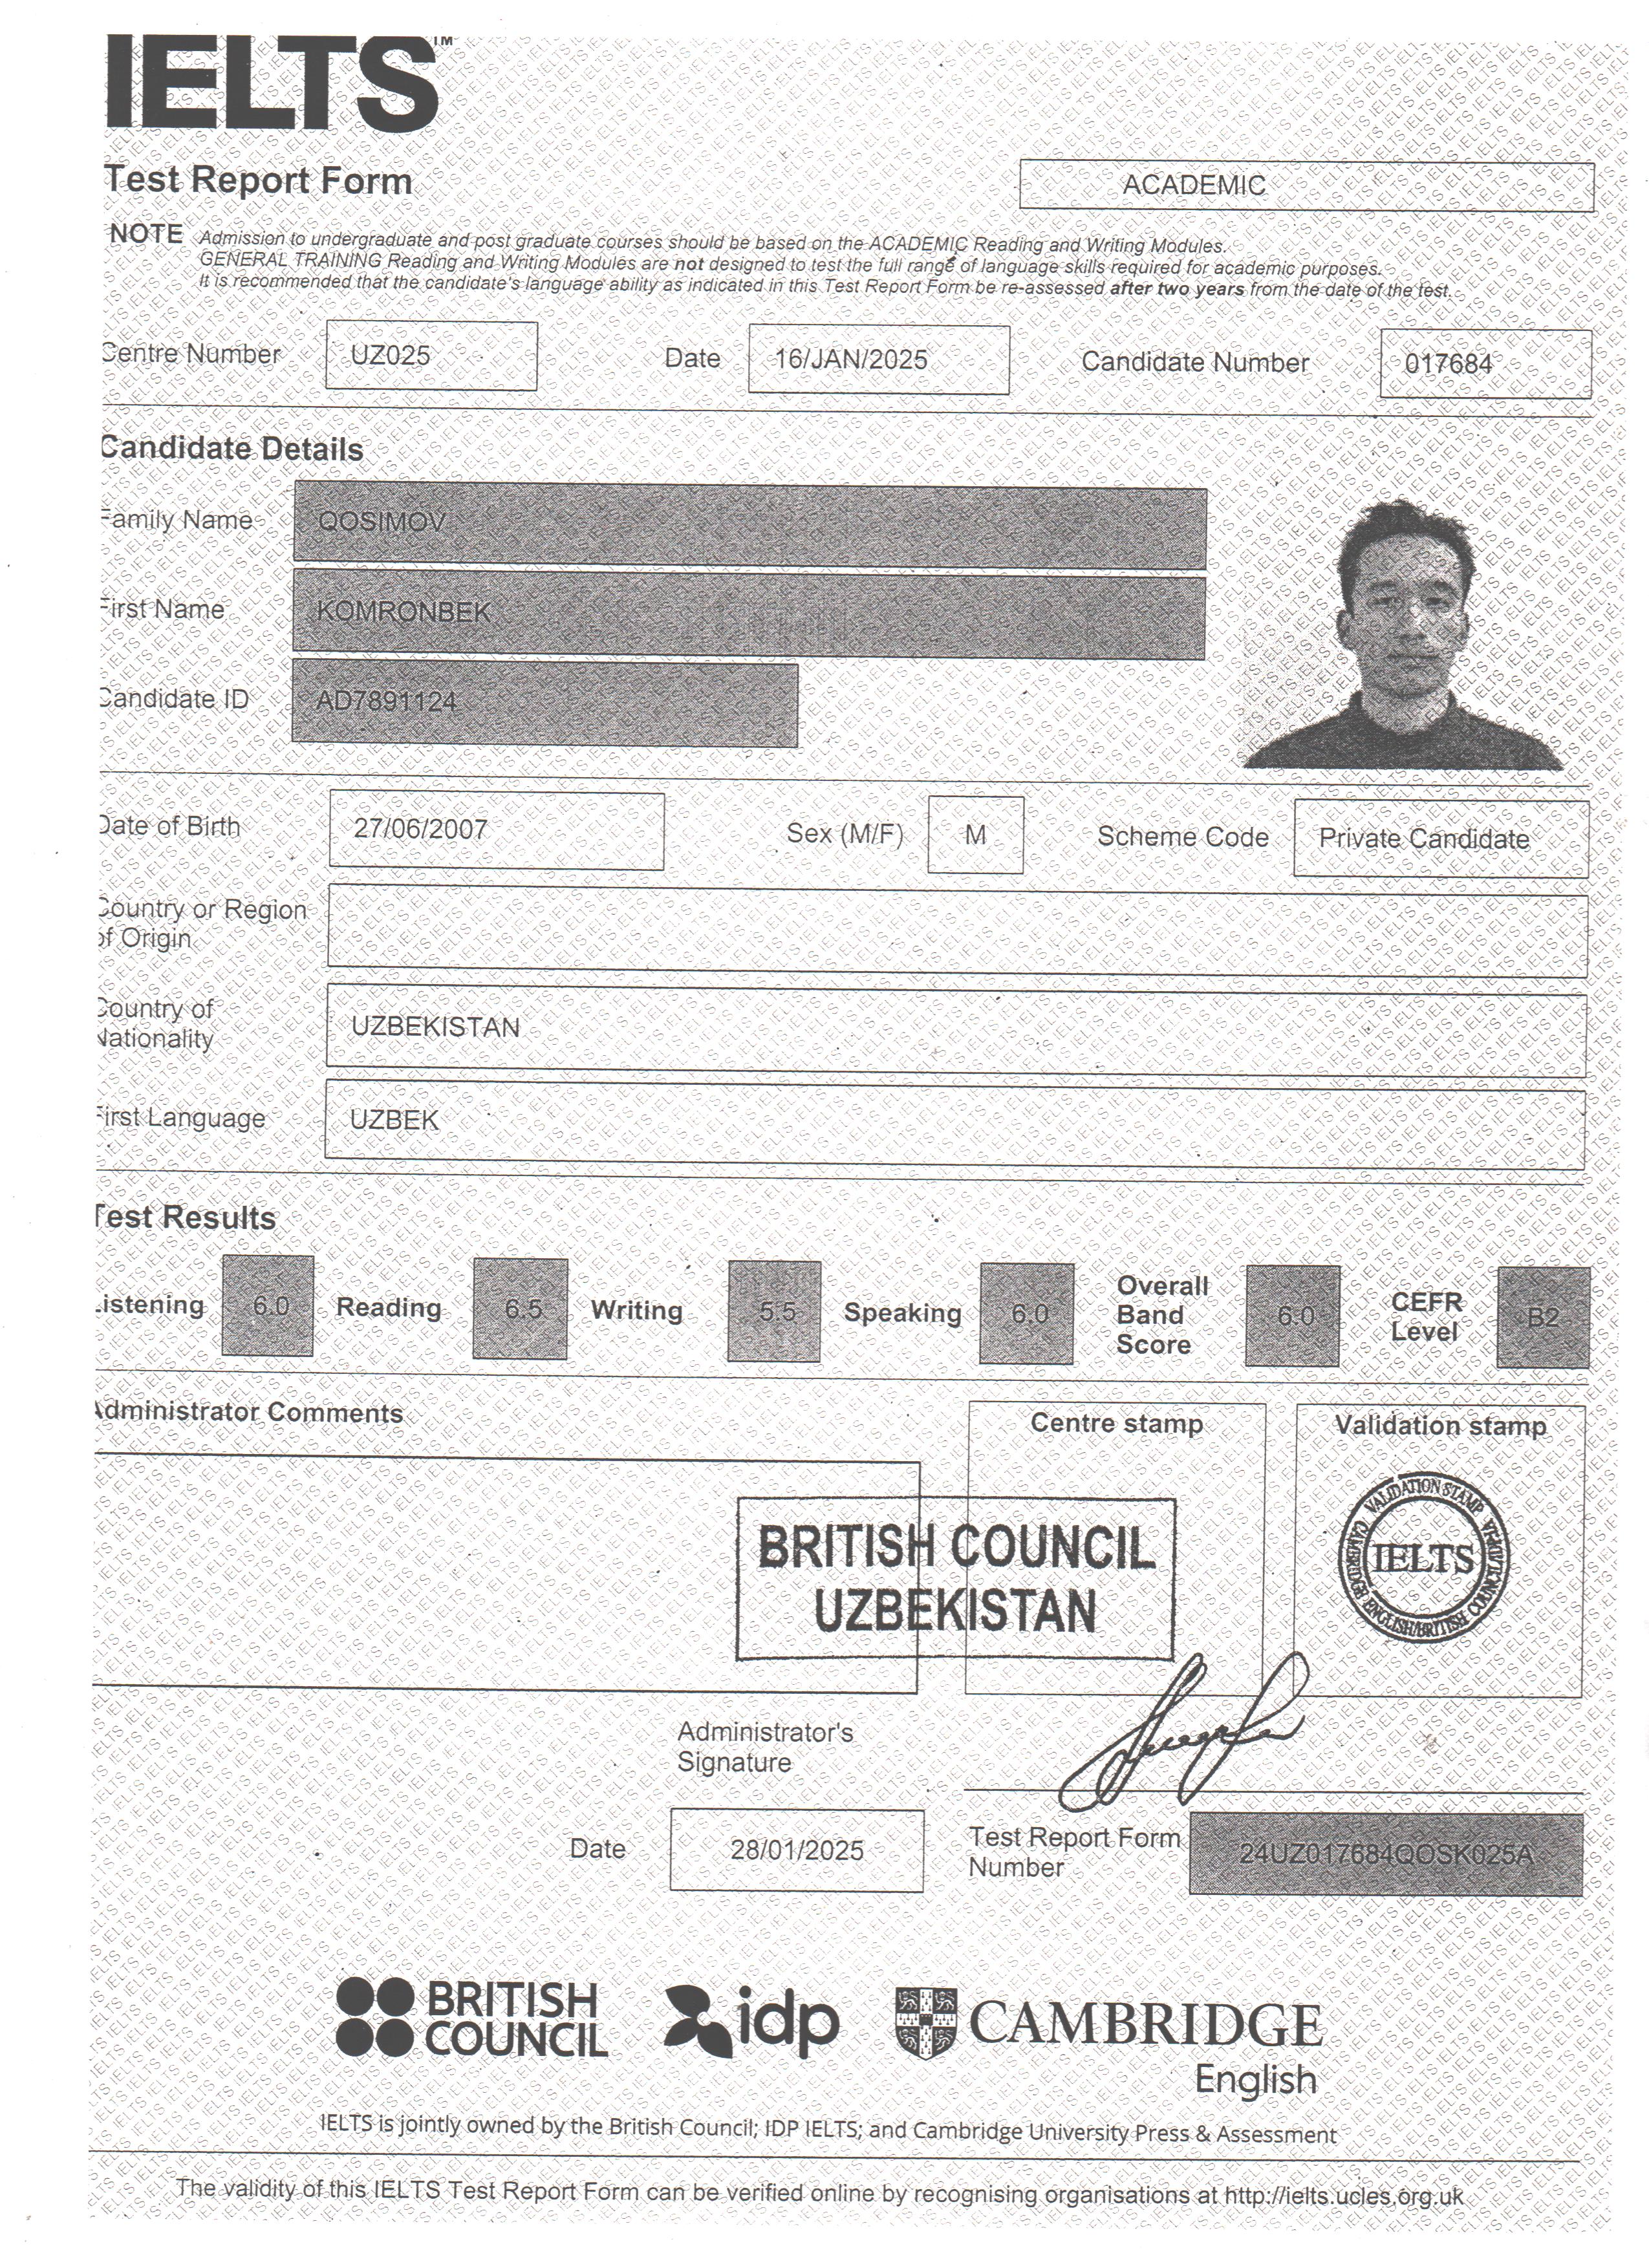 IELTS™
Test Report Form
ACADEMIC
NOTE Admission to undergraduate and post graduate courses should be based on the ACADEMIC Reading and Writing Modules.
GENERAL TRAINING Reading and Writing Modules are not designed to test the full range of language skills required for academic purposes.
It is recommended that the candidate's language ability as indicated in this Test Report Form be re-assessed after two years from the date of the test.
Centre Number UZ025 Date 16/JAN/2025 Candidate Number 017684
Candidate Details
Family Name QOSIMOV
First Name KOMRONBEK
Candidate ID AD7891124
Date of Birth 27/06/2007 Sex (M/F) M Scheme Code Private Candidate
Country or Region
of Origin
Country of
Nationality
UZBEKISTAN
First Language UZBEK
Test Results
Listening 6.0 Reading 6.5 Writing 5.5 Speaking 6.0 Overall Band Score 6.0 CEFR Level B2
Administrator Comments
Centre stamp
Validation stamp
BRITISH COUNCIL
UZBEKISTAN
VALIDATION STAMP
IELTS
CAMBRIDGE ENGLISH/BRITISH COUNCIL/IDP:IA
Administrator's
Signature
Date 28/01/2025
Test Report Form
Number
24UZ017684QOSK025A
BRITISH
COUNCIL
idp
CAMBRIDGE
English
IELTS is jointly owned by the British Council; IDP IELTS; and Cambridge University Press & Assessment
The validity of this IELTS Test Report Form can be verified online by recognising organisations at http://ielts.ucles.org.uk